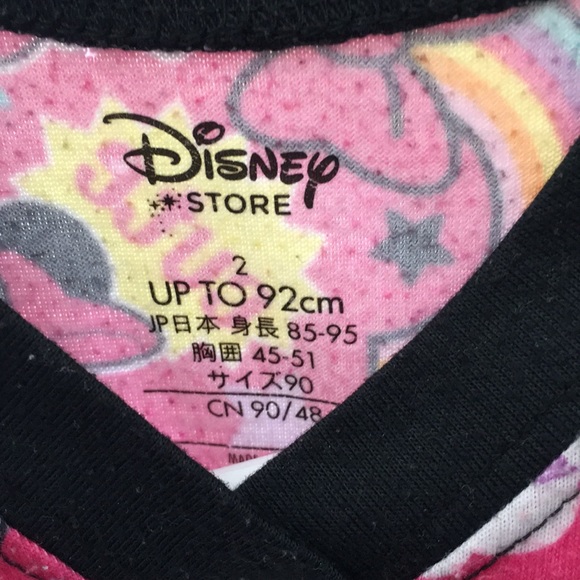 Disney
STORE
2
UP TO 92cm
JP日本 身長 85-95
胸囲 45-51
サイズ90
CN 90/48